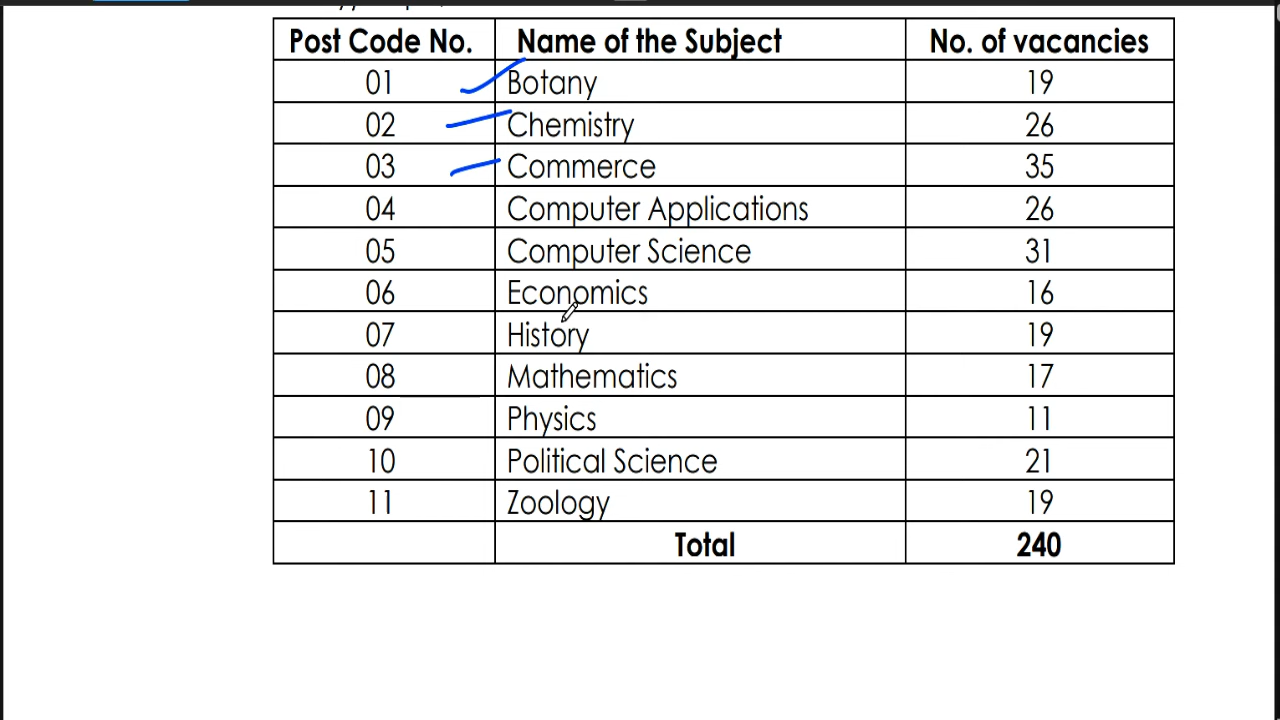 Post Code No. Name of the Subject No. of vacancies
01 Botany 19
02 Chemistry 26
03 Commerce 35
04 Computer Applications 26
05 Computer Science 31
06 Economics 16
07 History 19
08 Mathematics 17
09 Physics 11
10 Political Science 21
11 Zoology 19
Total 240